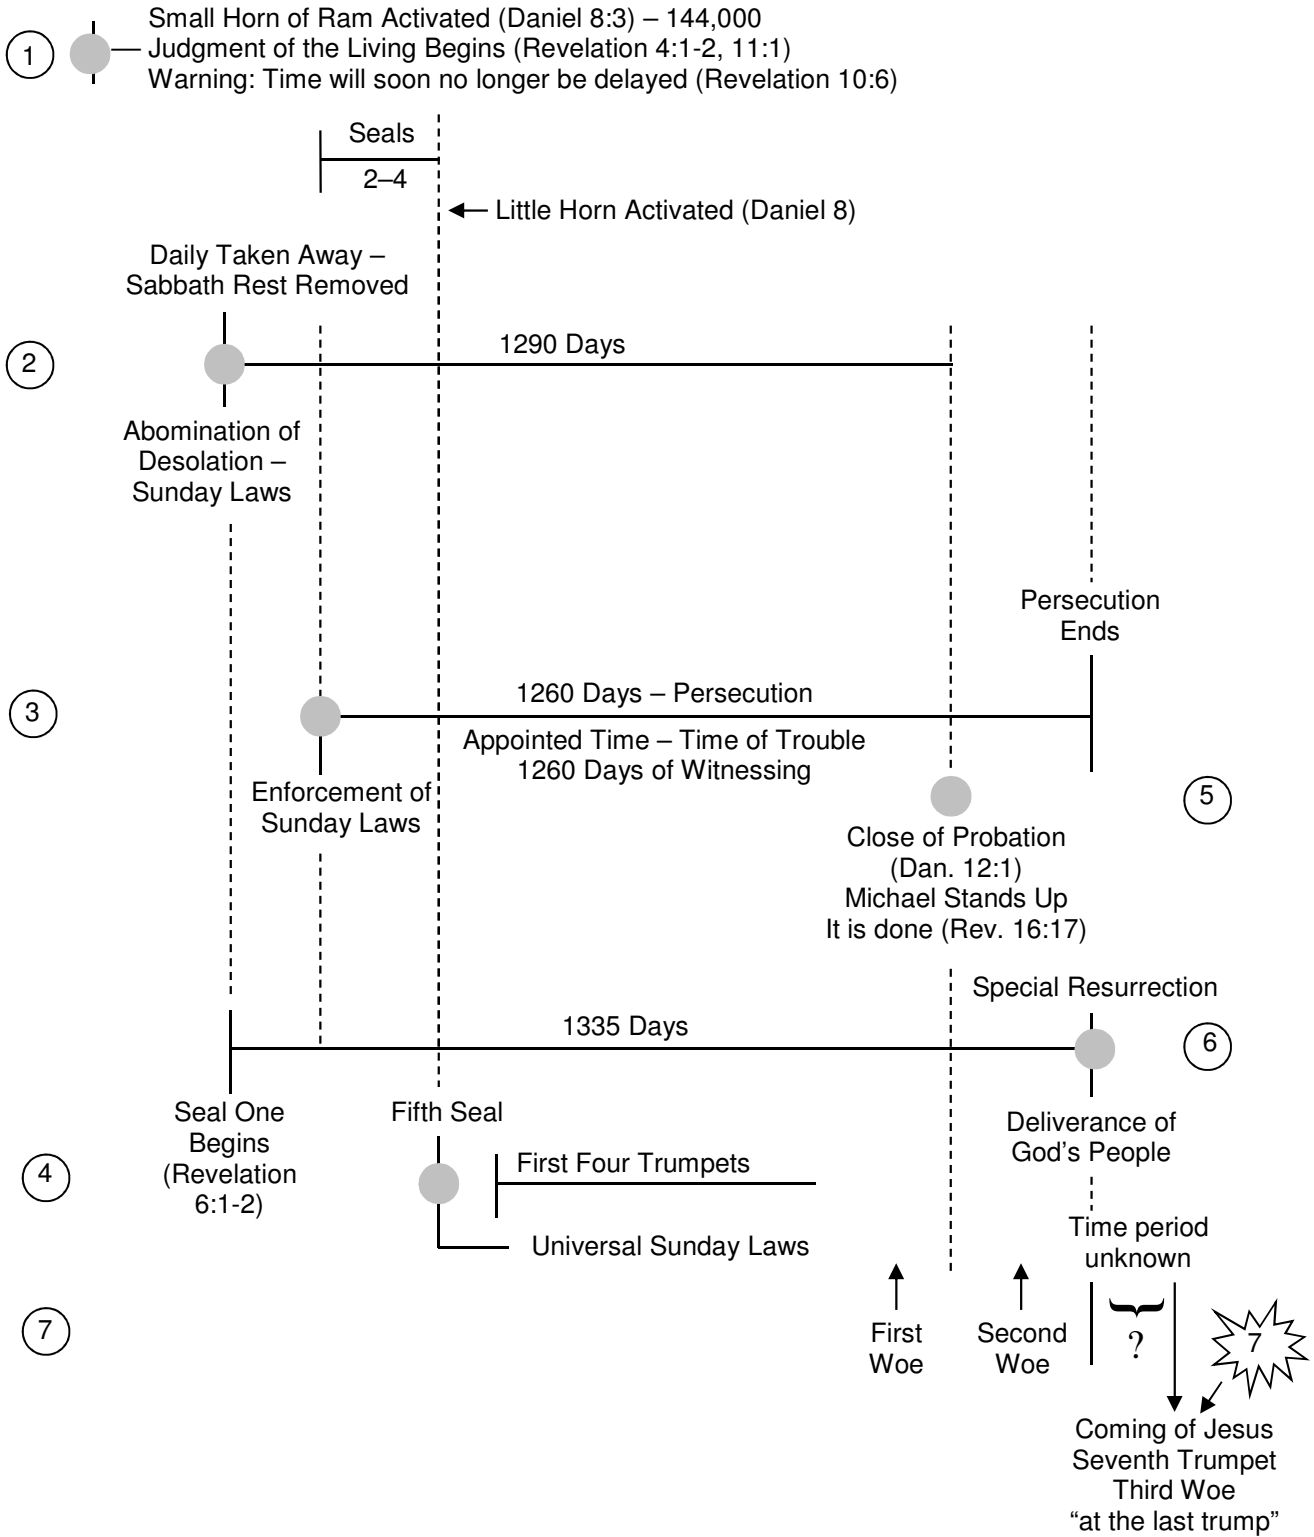 Small Horn of Ram Activated (Daniel 8:3) – 144,000
1
Judgment of the Living Begins (Revelation 4:1-2, 11:1)
Warning: Time will soon no longer be delayed (Revelation 10:6)
Seals
2–4
Little Horn Activated (Daniel 8)
Daily Taken Away –
Sabbath Rest Removed
2
1290 Days
Abomination of
Desolation –
Sunday Laws
Persecution
Ends
3
1260 Days – Persecution
Appointed Time – Time of Trouble
1260 Days of Witnessing
Enforcement of
Sunday Laws
5
Close of Probation
(Dan. 12:1)
Michael Stands Up
It is done (Rev. 16:17)
Special Resurrection
1335 Days
6
Seal One
Begins
(Revelation
6:1-2)
Fifth Seal
Deliverance of
God’s People
4
First Four Trumpets
Universal Sunday Laws
Time period
unknown
7
First
Woe
Second
Woe
?
7
Coming of Jesus
Seventh Trumpet
Third Woe
“at the last trump”